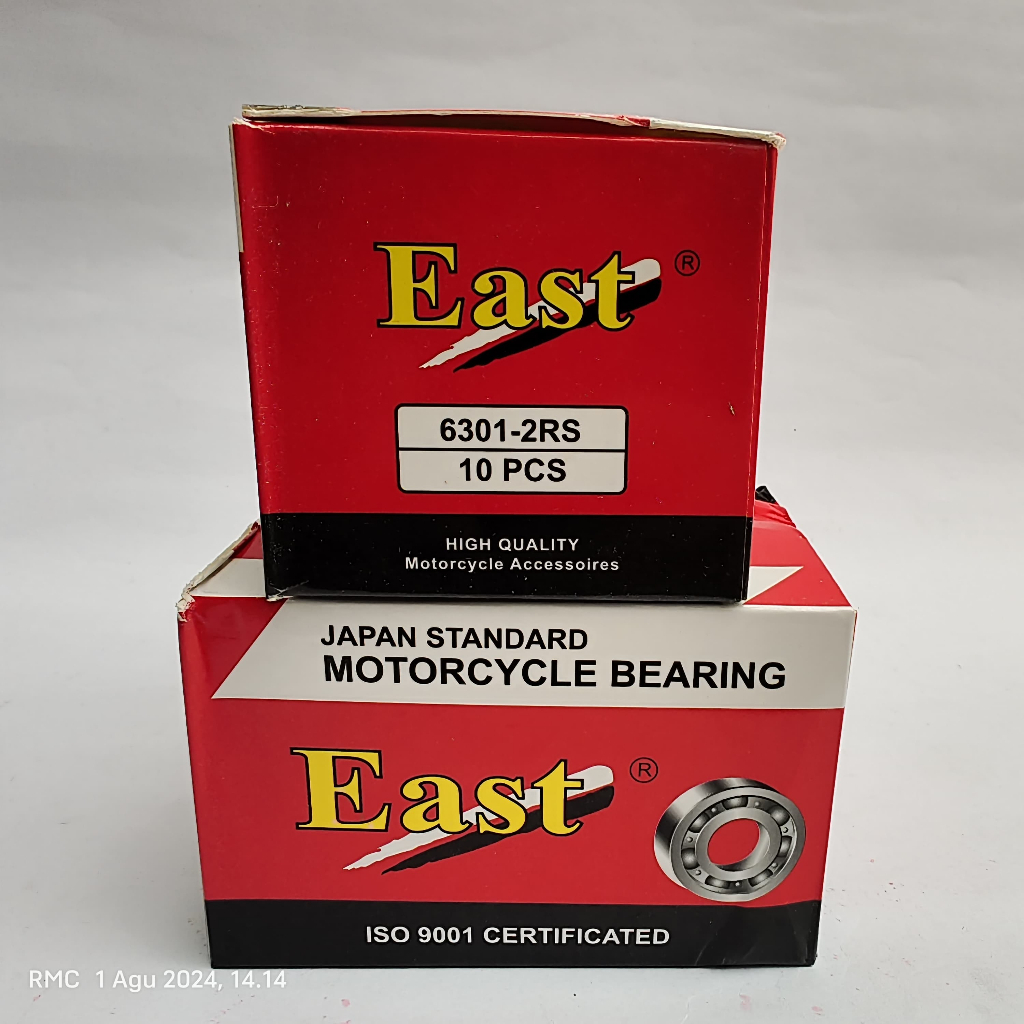 East ®
6301-2RS
10 PCS
HIGH QUALITY
Motorcycle Accessoires
JAPAN STANDARD
MOTORCYCLE BEARING
East ®
ISO 9001 CERTIFICATED
RMC 1 Agu 2024, 14.14